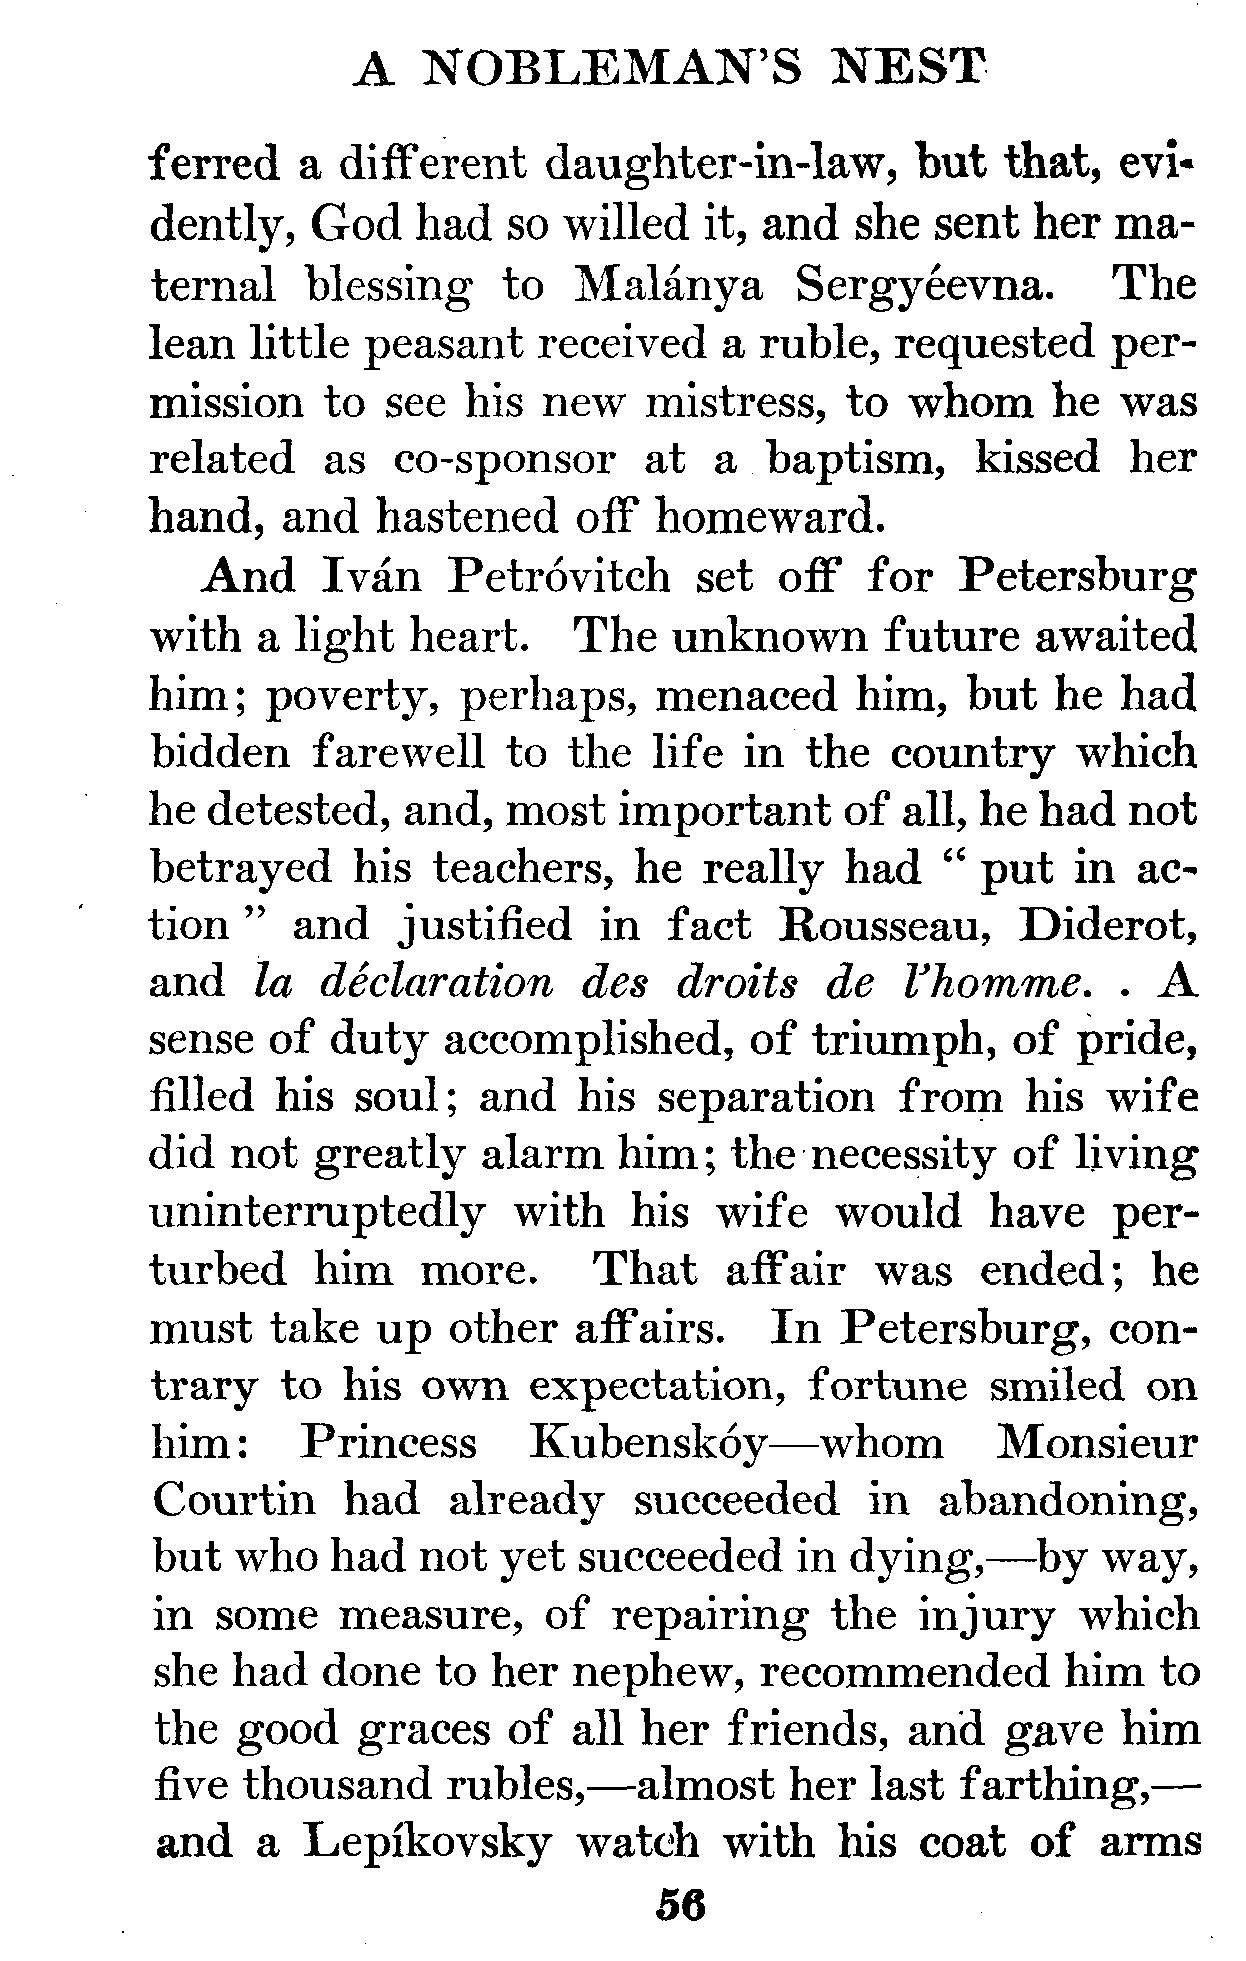 A NOBLEMAN'S NEST
ferred a different daughter-in-law, but that, evi-
dently, God had so willed it, and she sent her ma-
ternal blessing to Malánya Sergyéevna. The
lean little peasant received a ruble, requested per-
mission to see his new mistress, to whom he was
related as co-sponsor at a baptism, kissed her
hand, and hastened off homeward.
And Iván Petróvitch set off for Petersburg
with a light heart. The unknown future awaited
him; poverty, perhaps, menaced him, but he had
bidden farewell to the life in the country which
he detested, and, most important of all, he had not
betrayed his teachers, he really had “ put in ac-
tion ” and justified in fact Rousseau, Diderot,
and la déclaration des droits de l'homme. . A
sense of duty accomplished, of triumph, of pride,
filled his soul; and his separation from his wife
did not greatly alarm him; the necessity of living
uninterruptedly with his wife would have per-
turbed him more. That affair was ended; he
must take up other affairs. In Petersburg, con-
trary to his own expectation, fortune smiled on
him: Princess Kubenskóy—whom Monsieur
Courtin had already succeeded in abandoning,
but who had not yet succeeded in dying,—by way,
in some measure, of repairing the injury which
she had done to her nephew, recommended him to
the good graces of all her friends, and gave him
five thousand rubles,—almost her last farthing,—
and a Lepíkovsky watch with his coat of arms
56